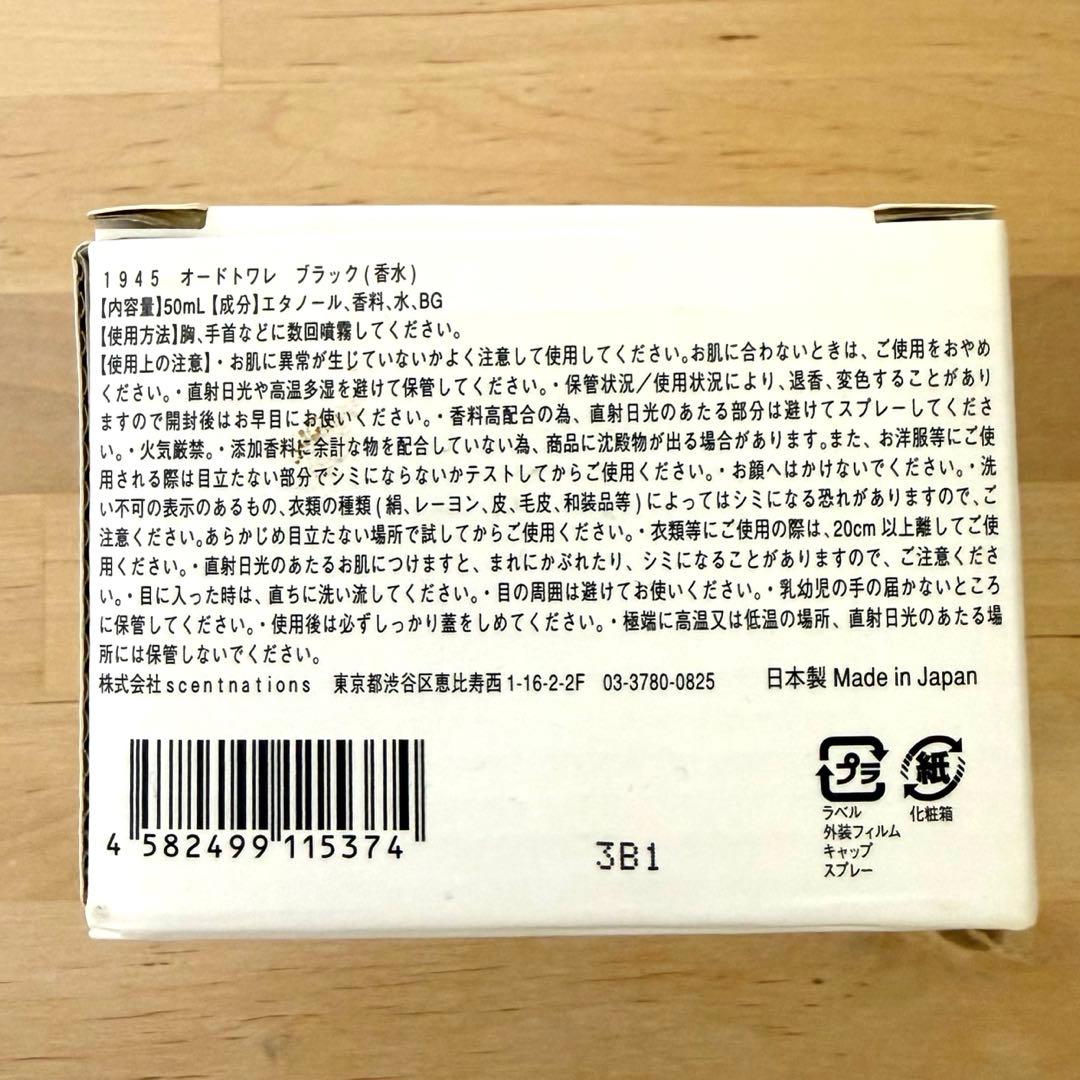 1945 オードトワレ ブラック(香水)
【内容量】50mL【成分】エタノール、香料、水、BG
【使用方法】胸、手首などに数回噴霧してください。
【使用上の注意】・お肌に異常が生じていないかよく注意して使用してください。お肌に合わないときは、ご使用をおやめ
ください。・直射日光や高温多湿を避けて保管してください。・保管状況/使用状況により、退香、変色することがあり
ますので開封後はお早目にお使いください。・香料高配合の為、直射日光のあたる部分は避けてスプレーしてくださ
い。・火気厳禁。・添加香料に余計な物を配合していない為、商品に沈殿物が出る場合があります。また、お洋服等にご使
用される際は目立たない部分でシミにならないかテストしてからご使用ください。・お顔へはかけないでください。・洗
い不可の表示のあるもの、衣類の種類(絹、レーヨン、皮、毛皮、和装品等)によってはシミになる恐れがありますので、ご
注意ください。あらかじめ目立たない場所で試してからご使用ください。・衣類等にご使用の際は、20cm以上離してご使
用ください。・直射日光のあたるお肌につけますと、まれにかぶれたり、シミになることがありますので、ご注意くださ
い。・目に入った時は、直ちに洗い流してください。・目の周囲は避けてお使いください。・乳幼児の手の届かないところ
に保管してください。・使用後は必ずしっかり蓋をしめてください。・極端に高温又は低温の場所、直射日光のあたる場
所には保管しないでください。
株式会社scentnations 東京都渋谷区恵比寿西1-16-2-2F 03-3780-0825 日本製 Made in Japan
4 582499 115374
3B1
プラ
ラベル
外装フィルム
キャップ
スプレー
紙
化粧箱